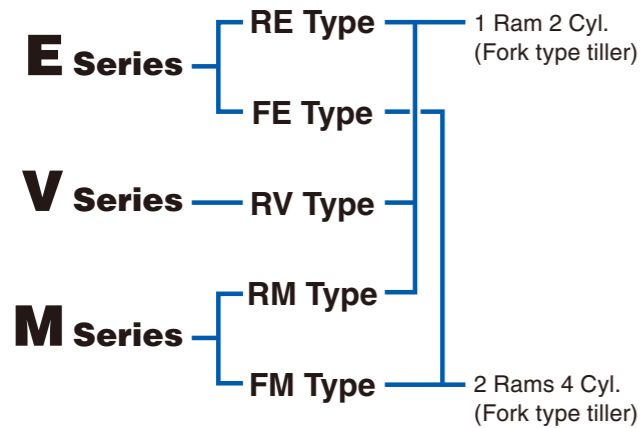 RE Type
1 Ram 2 Cyl.
(Fork type tiller)
E Series
FE Type
V Series
RV Type
RM Type
M Series
FM Type
2 Rams 4 Cyl.
(Fork type tiller)